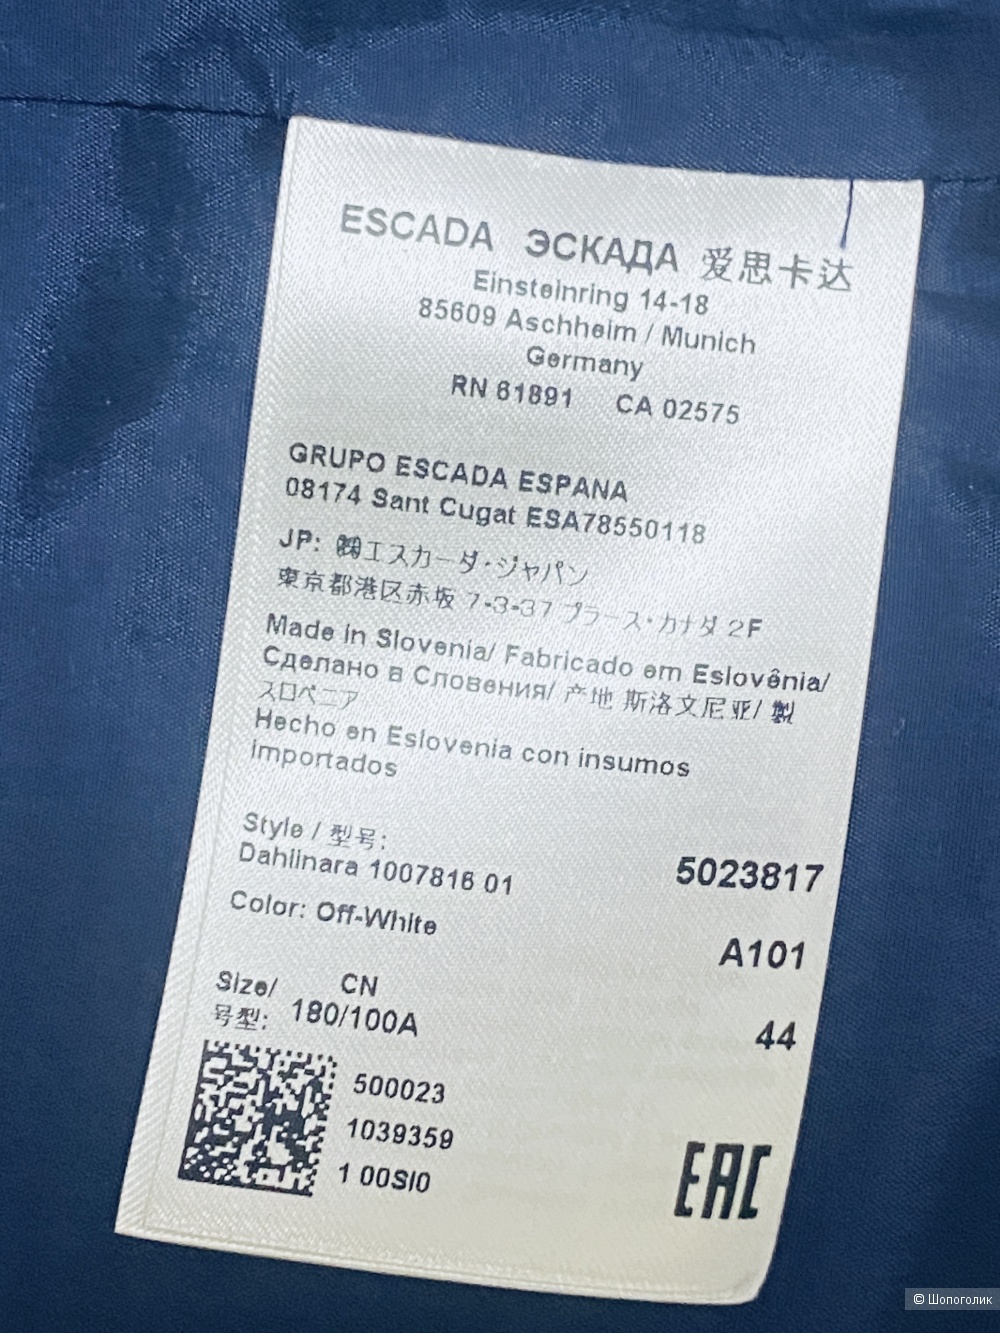 ESCADA ЭСКАДА 爱思卡达
Einsteinring 14-18
85609 Aschheim / Munich
Germany
RN 61891 CA 02575
GRUPO ESCADA ESPANA
08174 Sant Cugat ESA78550118
JP: ㈱エスカーダ・ジャパン
東京都港区赤坂 7-3-37 プラース・カナダ 2F
Made in Slovenia/ Fabricado em Eslovênia/
Сделано в Словения/ 产地 斯洛文尼亚/ 製
スロベニア
Hecho en Eslovenia con insumos
importados
Style / 型号:
Dahlinara 1007816 01 5023817
Color: Off-White A101
Size/ CN
号型: 180/100A 44
500023
1039359
1 00SI0
EAC
© Шопоголик